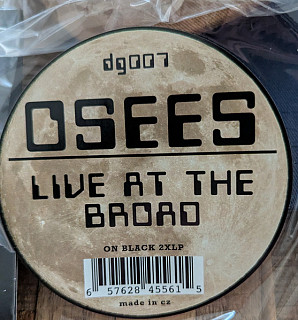 dg007
OSEES
LIVE AT THE
BROAD
ON BLACK 2XLP
6 57628 45561 5
made in cz